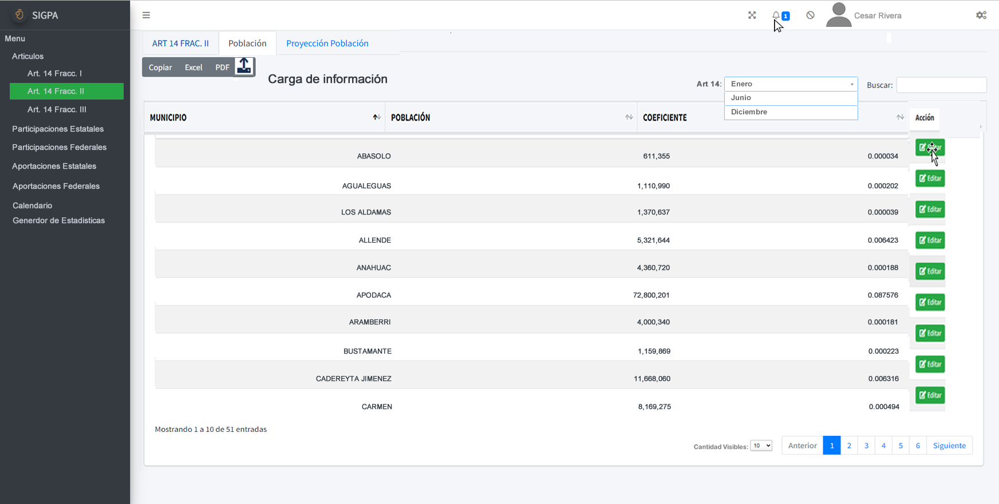 SIGPA
1
Cesar Rivera
Menu
Articulos
Art. 14 Fracc. I
Art. 14 Fracc. II
Art. 14 Fracc. III
Participaciones Estatales
Participaciones Federales
Aportaciones Estatales
Aportaciones Federales
Calendario
Generdor de Estadisticas
ART 14 FRAC. II
Población
Proyección Población
Copiar
Excel
PDF
Carga de información
Art 14:
Enero
Junio
Diciembre
Buscar:
MUNICIPIO
POBLACIÓN
COEFICIENTE
Acción
ABASOLO 611,355 0.000034
AGUALEGUAS 1,110,990 0.000202 Editar
LOS ALDAMAS 1,370,637 0.000039 Editar
ALLENDE 5,321,644 0.006423 Editar
ANAHUAC 4,360,720 0.000188 Editar
APODACA 72,800,201 0.087576 Editar
ARAMBERRI 4,000,340 0.000181 Editar
BUSTAMANTE 1,159,869 0.000223 Editar
CADEREYTA JIMENEZ 11,668,060 0.006316 Editar
CARMEN 8,169,275 0.000494
Mostrando 1 a 10 de 51 entradas
Cantidad Visibles: 10
Anterior 1 2 3 4 5 6 Siguiente